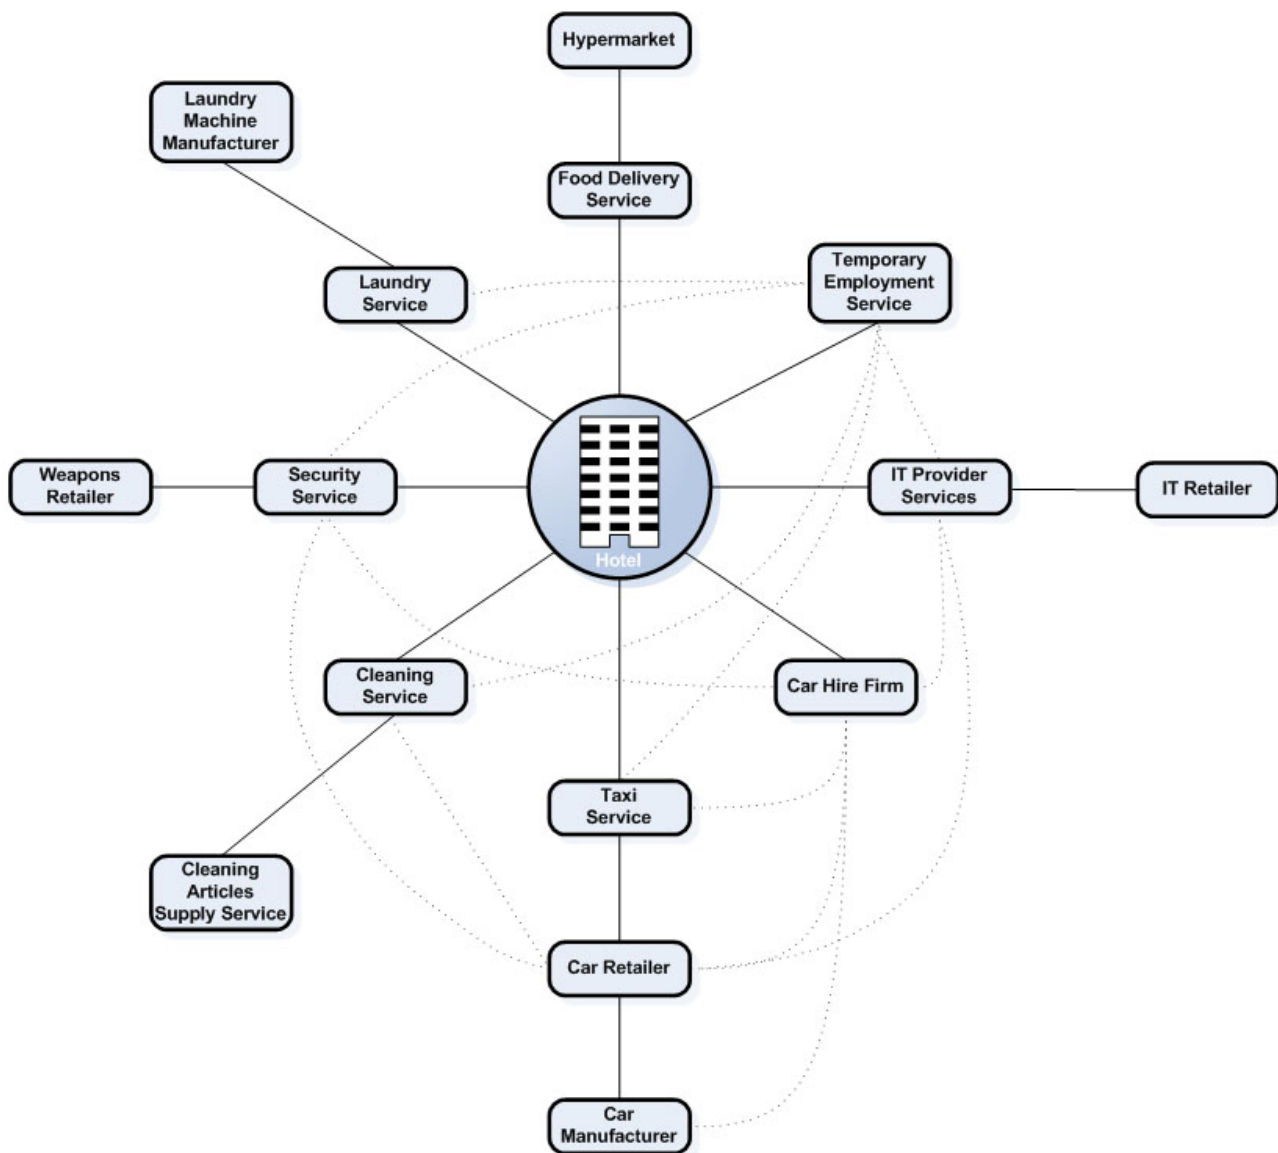 Hypermarket
Laundry
Machine
Manufacturer
Food Delivery
Service
Temporary
Employment
Service
Laundry
Service
Weapons
Retailer
Security
Service
Hotel
IT Provider
Services
IT Retailer
Cleaning
Service
Car Hire Firm
Taxi
Service
Cleaning
Articles
Supply Service
Car Retailer
Car
Manufacturer